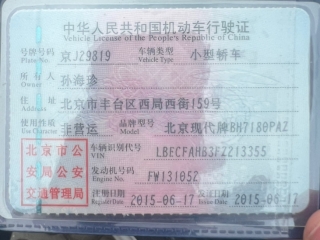 中华人民共和国机动车行驶证
Vehicle License of the People's Republic of China
号牌号码 京J29819 车辆类型 小型轿车
Plate No. Vehicle Type
所有人 孙海珍
Owner
住址 北京市丰台区西局西街159号
Address
使用性质 非营运 品牌型号 北京现代牌BH7180PAZ
Use Character Model
北京市公 车辆识别代号 LBECFAHB3FZ213355
VIN
安局公安 发动机号码 FW131052
Engine No.
交通管理局 注册日期 2015-06-17 发证日期 2015-06-17
Register Date Issue Date